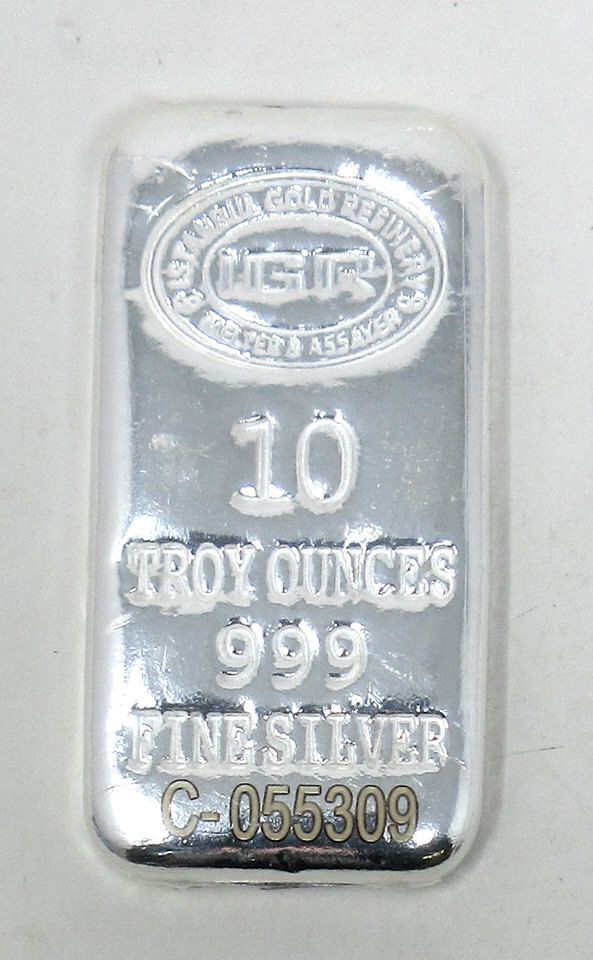 ISTANBUL GOLD REFINERY
IGR
MELTER & ASSAYER
10
TROY OUNCES
999
FINE SILVER
C-055309